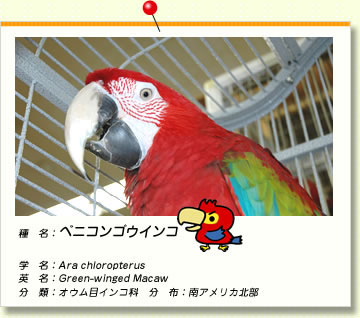 種　名：ベニコンゴウインコ
学　名：Ara chloropterus
英　名：Green-winged Macaw
分　類：オウム目インコ科　分　布：南アメリカ北部